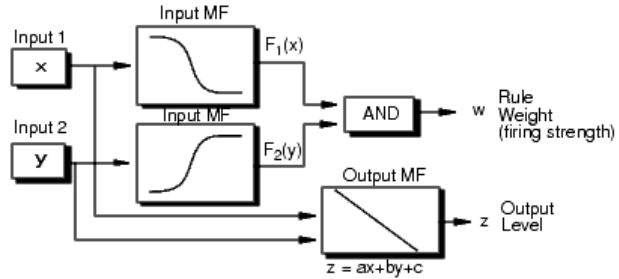 Input MF
Input 1
x
F1(x)
Input MF
AND
w
Rule
Weight
(firing strength)
Input 2
y
F2(y)
Output MF
z
Output
Level
z = ax+by+c